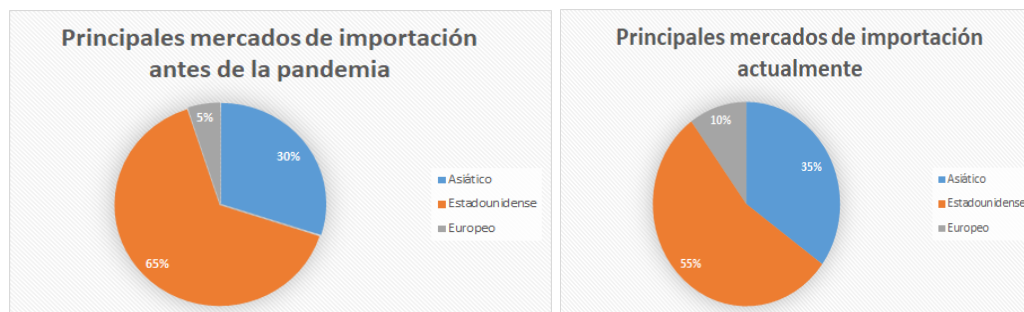 Principales mercados de importación
antes de la pandemia
5%
30%
65%
Asiático
Estadounidense
Europeo
Principales mercados de importación
actualmente
10%
35%
55%
Asiático
Estadounidense
Europeo